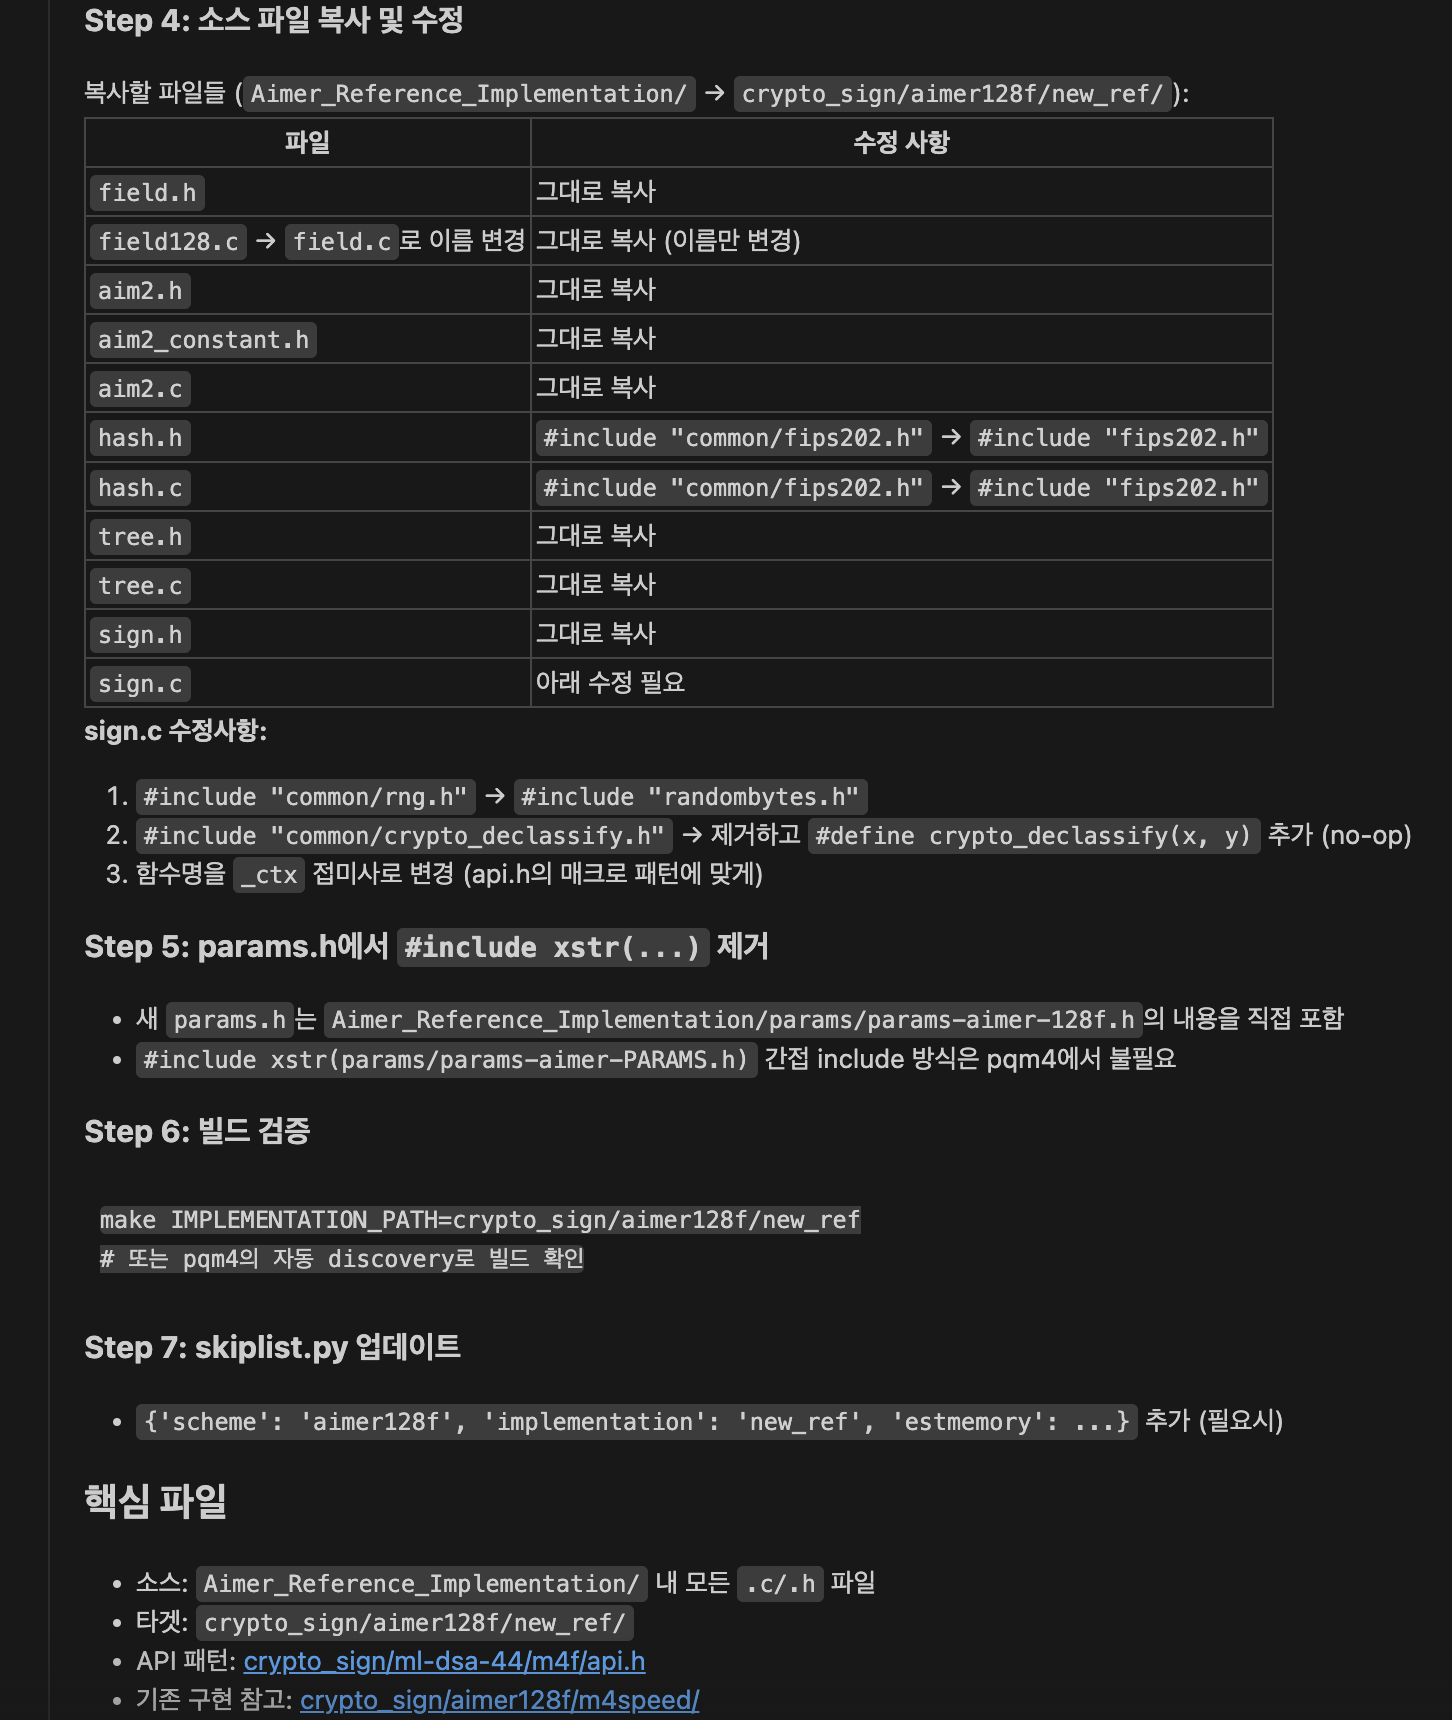 Step 4: 소스 파일 복사 및 수정
복사할 파일들 (Aimer_Reference_Implementation/ → crypto_sign/aimer128f/new_ref/):
파일 수정 사항
field.h 그대로 복사
field128.c → field.c로 이름 변경 그대로 복사 (이름만 변경)
aim2.h 그대로 복사
aim2_constant.h 그대로 복사
aim2.c 그대로 복사
hash.h #include "common/fips202.h" → #include "fips202.h"
hash.c #include "common/fips202.h" → #include "fips202.h"
tree.h 그대로 복사
tree.c 그대로 복사
sign.h 그대로 복사
sign.c 아래 수정 필요
sign.c 수정사항:
1. #include "common/rng.h" → #include "randombytes.h"
2. #include "common/crypto_declassify.h" → 제거하고 #define crypto_declassify(x, y) 추가 (no-op)
3. 함수명을 _ctx 접미사로 변경 (api.h의 매크로 패턴에 맞게)
Step 5: params.h에서 #include xstr(...) 제거
• 새 params.h는 Aimer_Reference_Implementation/params/params-aimer-128f.h의 내용을 직접 포함
• #include xstr(params/params-aimer-PARAMS.h) 간접 include 방식은 pqm4에서 불필요
Step 6: 빌드 검증
make IMPLEMENTATION_PATH=crypto_sign/aimer128f/new_ref
# 또는 pqm4의 자동 discovery로 빌드 확인
Step 7: skiplist.py 업데이트
• {'scheme': 'aimer128f', 'implementation': 'new_ref', 'estmemory': ...} 추가 (필요시)
핵심 파일
• 소스: Aimer_Reference_Implementation/ 내 모든 .c/.h 파일
• 타겟: crypto_sign/aimer128f/new_ref/
• API 패턴: crypto_sign/ml-dsa-44/m4f/api.h
• 기존 구현 참고: crypto_sign/aimer128f/m4speed/